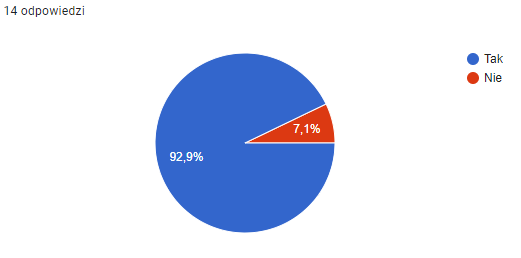 14 odpowiedzi
Tak
Nie
7,1%
92,9%